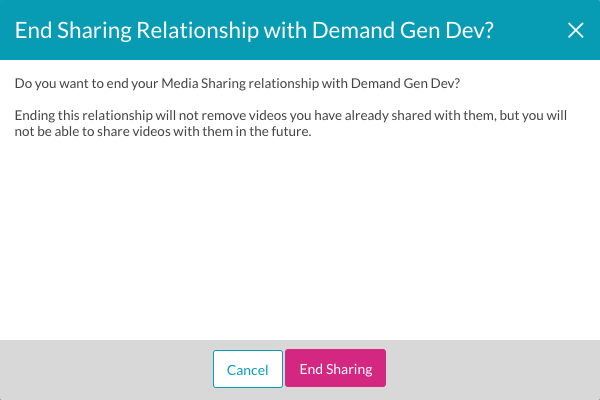 End Sharing Relationship with Demand Gen Dev?
Do you want to end your Media Sharing relationship with Demand Gen Dev?
Ending this relationship will not remove videos you have already shared with them, but you will
not be able to share videos with them in the future.
Cancel
End Sharing